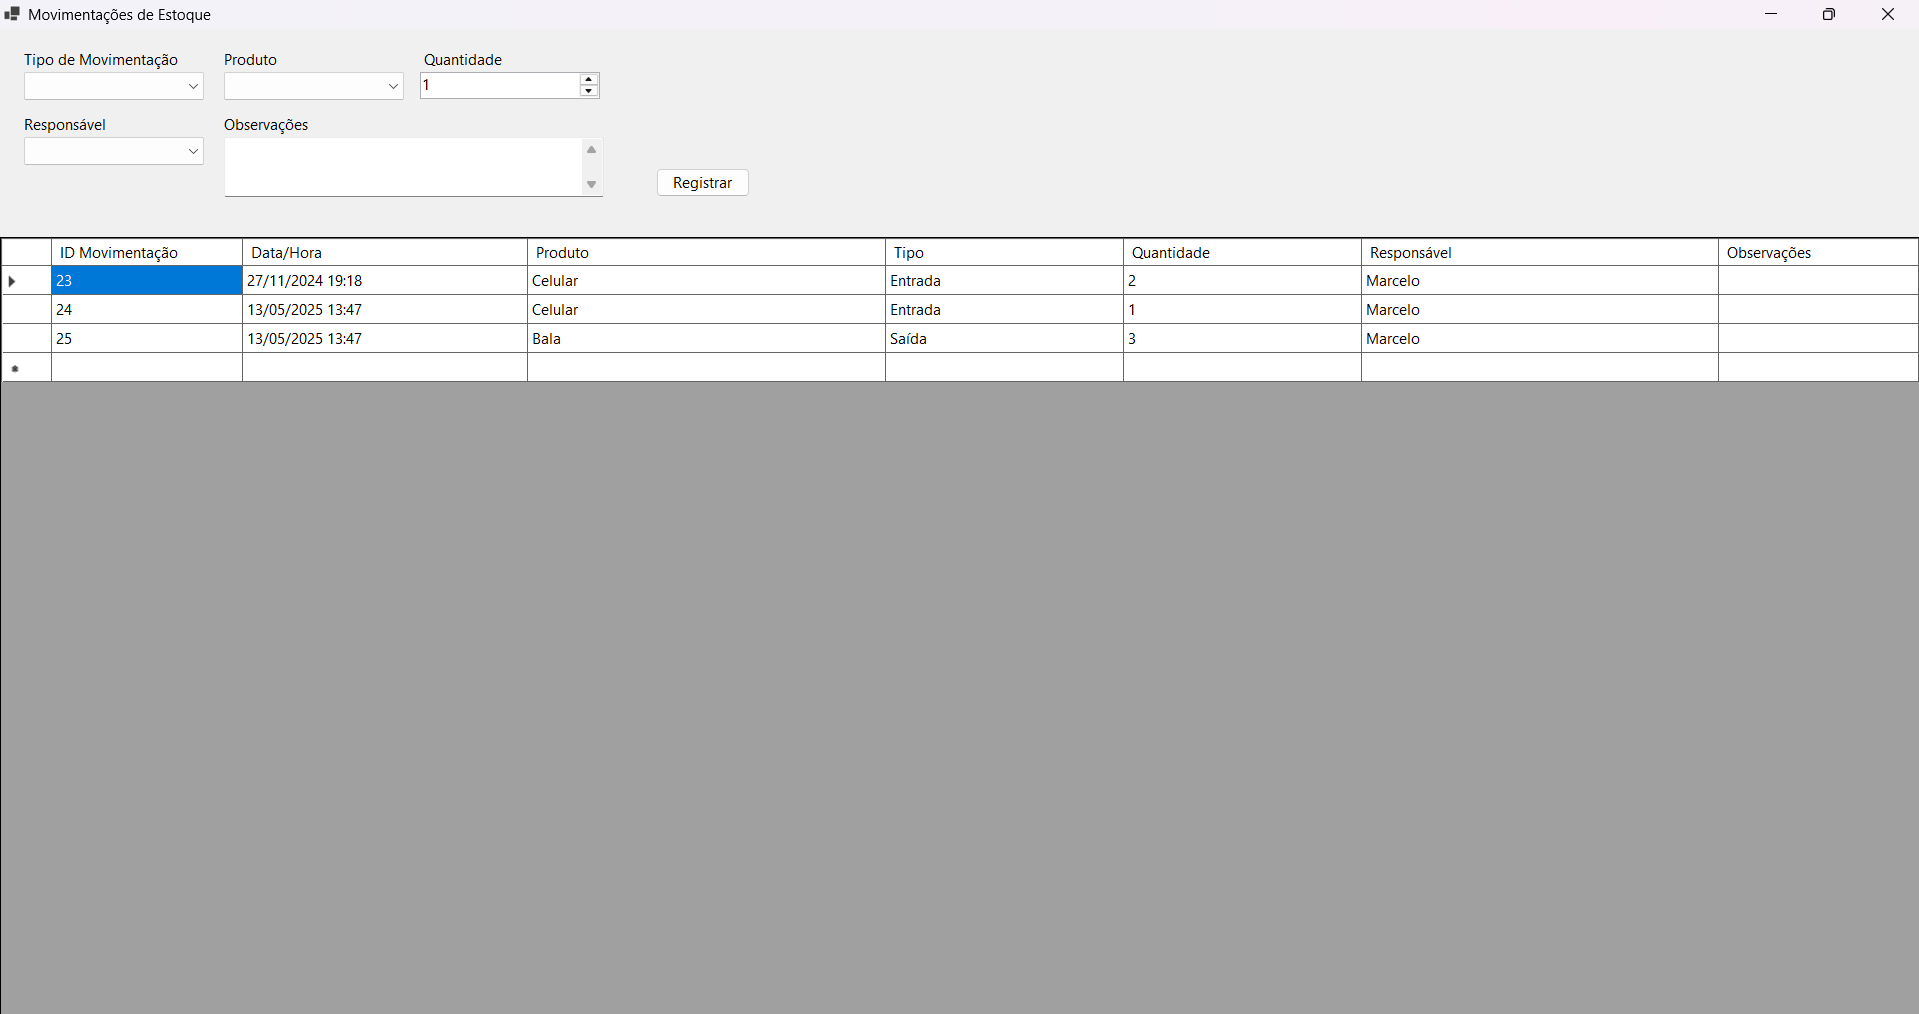 Movimentações de Estoque
Tipo de Movimentação Produto Quantidade
1
Responsável Observações
Registrar
ID Movimentação Data/Hora Produto Tipo Quantidade Responsável Observações
23 27/11/2024 19:18 Celular Entrada 2 Marcelo
24 13/05/2025 13:47 Celular Entrada 1 Marcelo
25 13/05/2025 13:47 Bala Saída 3 Marcelo